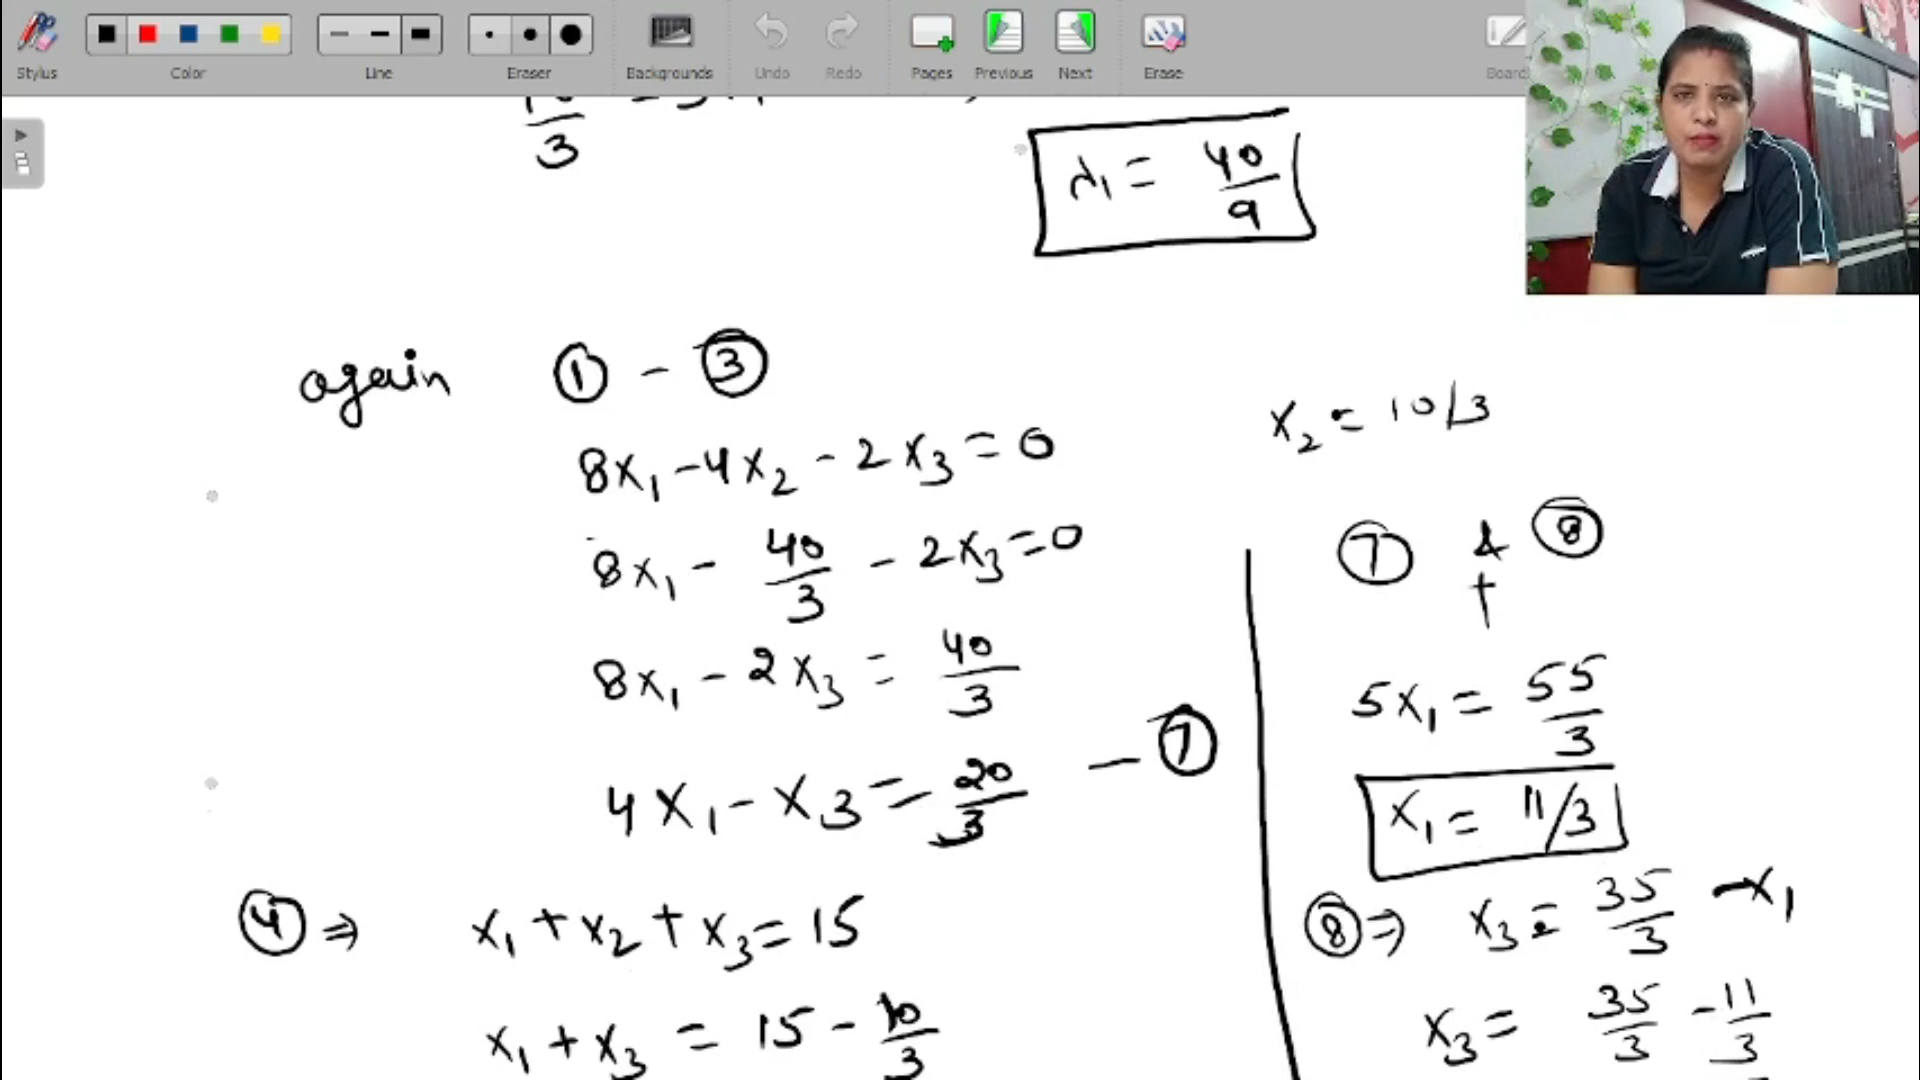 Stylus Color Line Eraser Backgrounds Undo Redo Pages Previous Next Erase Board
3
λ₁ = 40/9
again ① - ③
8x₁ - 4x₂ - 2x₃ = 0
8x₁ - 40/3 - 2x₃ = 0
8x₁ - 2x₃ = 40/3
4x₁ - x₃ = 20/3 - ⑦
④ ⇒ x₁ + x₂ + x₃ = 15
x₁ + x₃ = 15 - 10/3
x₂ = 10/3
⑦ & ⑧
+
5x₁ = 55/3
x₁ = 11/3
⑧ ⇒ x₃ = 35/3 - x₁
x₃ = 35/3 - 11/3